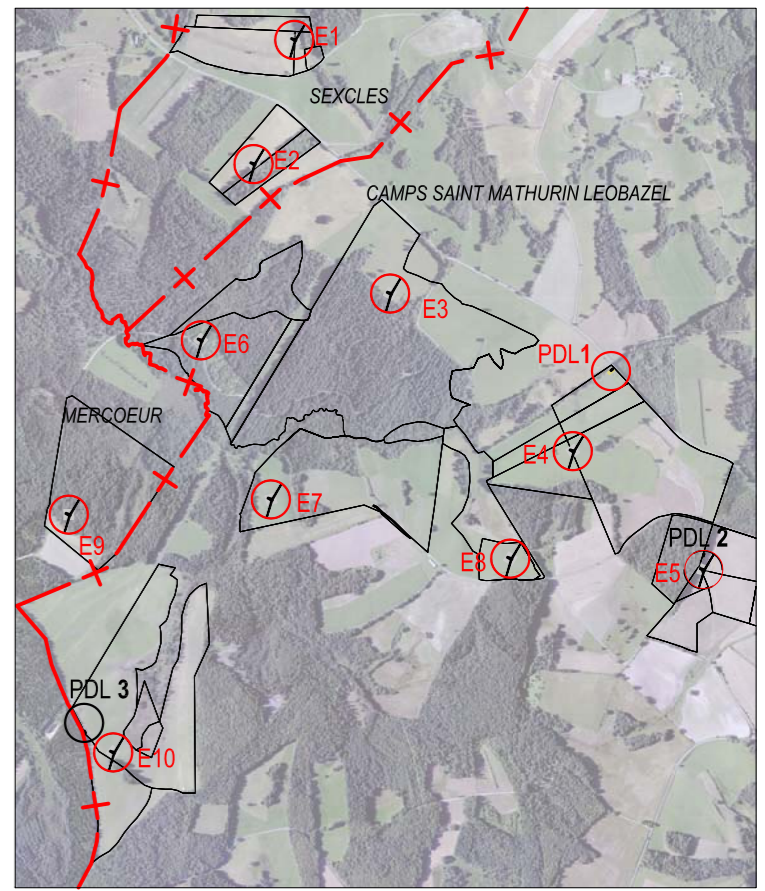 E1
SEXCLES
E2
CAMPS SAINT MATHURIN LEOBAZEL
E3
E6
PDL1
MERCOEUR
E4
E7
E9
E8
PDL 2
E5
PDL 3
E10